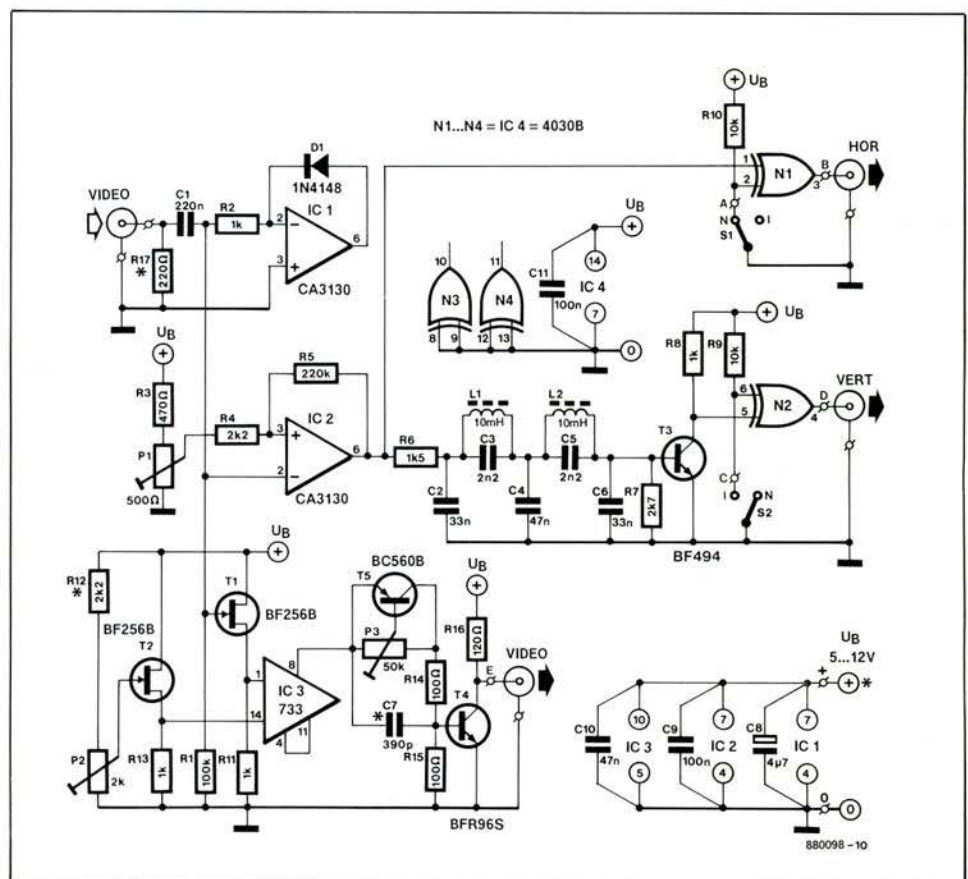 N1...N4 = IC 4 = 4030B
UB
R10
10k
HOR
1
2
N1
3
B
A
N
I
S1
VIDEO
C1
220n
R2
1k
D1
1N4148
IC 1
2
3
6
CA3130
R17
*
220Ω
UB
10
11
N3
N4
8
9
12
13
C11
100n
14
IC 4
7
0
UB
R8
1k
R9
10k
VERT
6
5
N2
4
D
C
I
N
S2
UB
R3
470Ω
P1
500Ω
R4
2k2
R5
220k
IC 2
3
2
6
CA3130
R6
1k5
L1
10mH
C3
2n2
L2
10mH
C5
2n2
C2
33n
C4
47n
C6
33n
R7
2k7
T3
BF494
UB
R12
*
2k2
BF256B
T2
T1
BF256B
P2
2k
R13
1k
R1
100k
R11
1k
IC 3
733
1
14
8
4
11
BC560B
T5
P3
50k
R14
100Ω
C7
*
390p
R15
100Ω
T4
BFR96S
UB
R16
120Ω
E
VIDEO
UB
5...12V
+
*
C10
47n
10
IC 3
5
C9
100n
7
IC 2
4
C8
4µ7
7
IC 1
4
0
0
880098-10